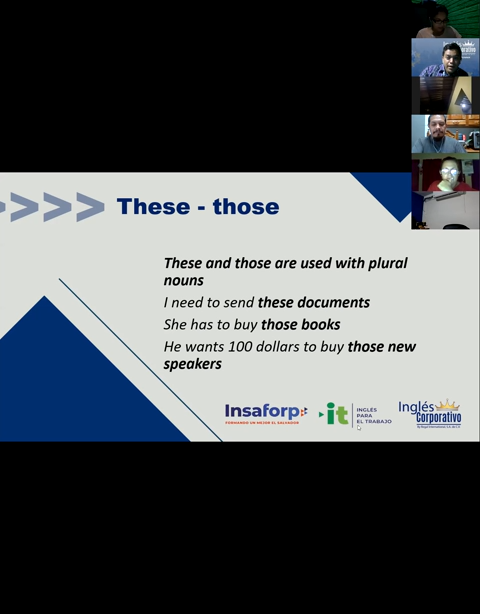 >>>> These - those
These and those are used with plural
nouns
I need to send these documents
She has to buy those books
He wants 100 dollars to buy those new
speakers
Insaforp
FORMANDO UN MEJOR EL SALVADOR
it
INGLÉS
PARA
EL TRABAJO
Inglés
Corporativo